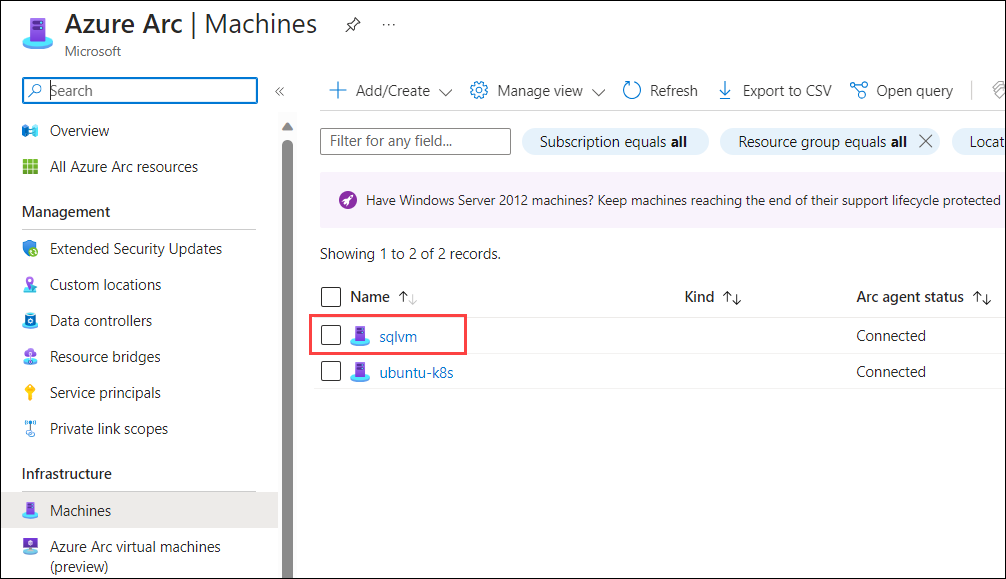 Azure Arc | Machines
Microsoft
Search
Overview
All Azure Arc resources
Management
Extended Security Updates
Custom locations
Data controllers
Resource bridges
Service principals
Private link scopes
Infrastructure
Machines
Azure Arc virtual machines
(preview)
Add/Create
Manage view
Refresh
Export to CSV
Open query
Filter for any field...
Subscription equals all
Resource group equals all
Locat
Have Windows Server 2012 machines? Keep machines reaching the end of their support lifecycle protected
Showing 1 to 2 of 2 records.
Name
Kind
Arc agent status
sqlvm
Connected
ubuntu-k8s
Connected